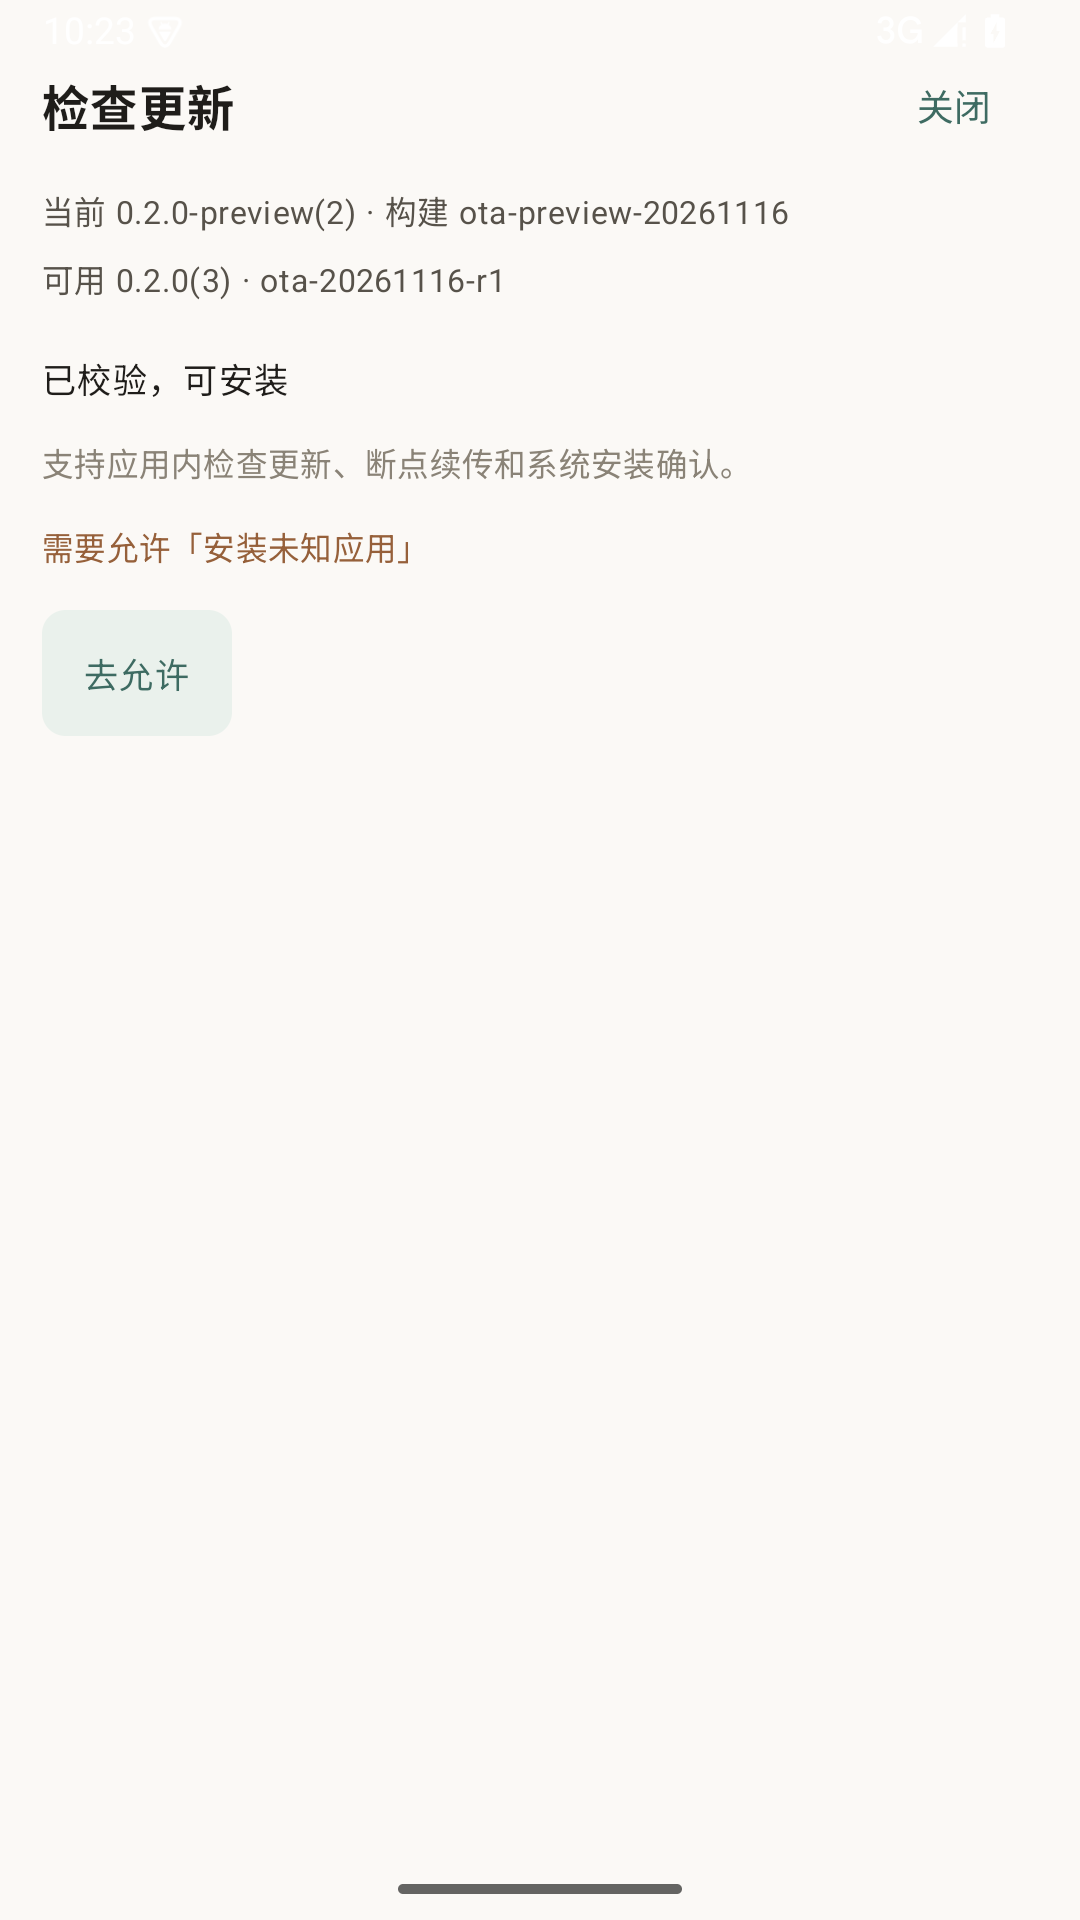 10:23
3G
检查更新
关闭
当前 0.2.0-preview(2) · 构建 ota-preview-20261116
可用 0.2.0(3) · ota-20261116-r1
已校验，可安装
支持应用内检查更新、断点续传和系统安装确认。
需要允许「安装未知应用」
去允许